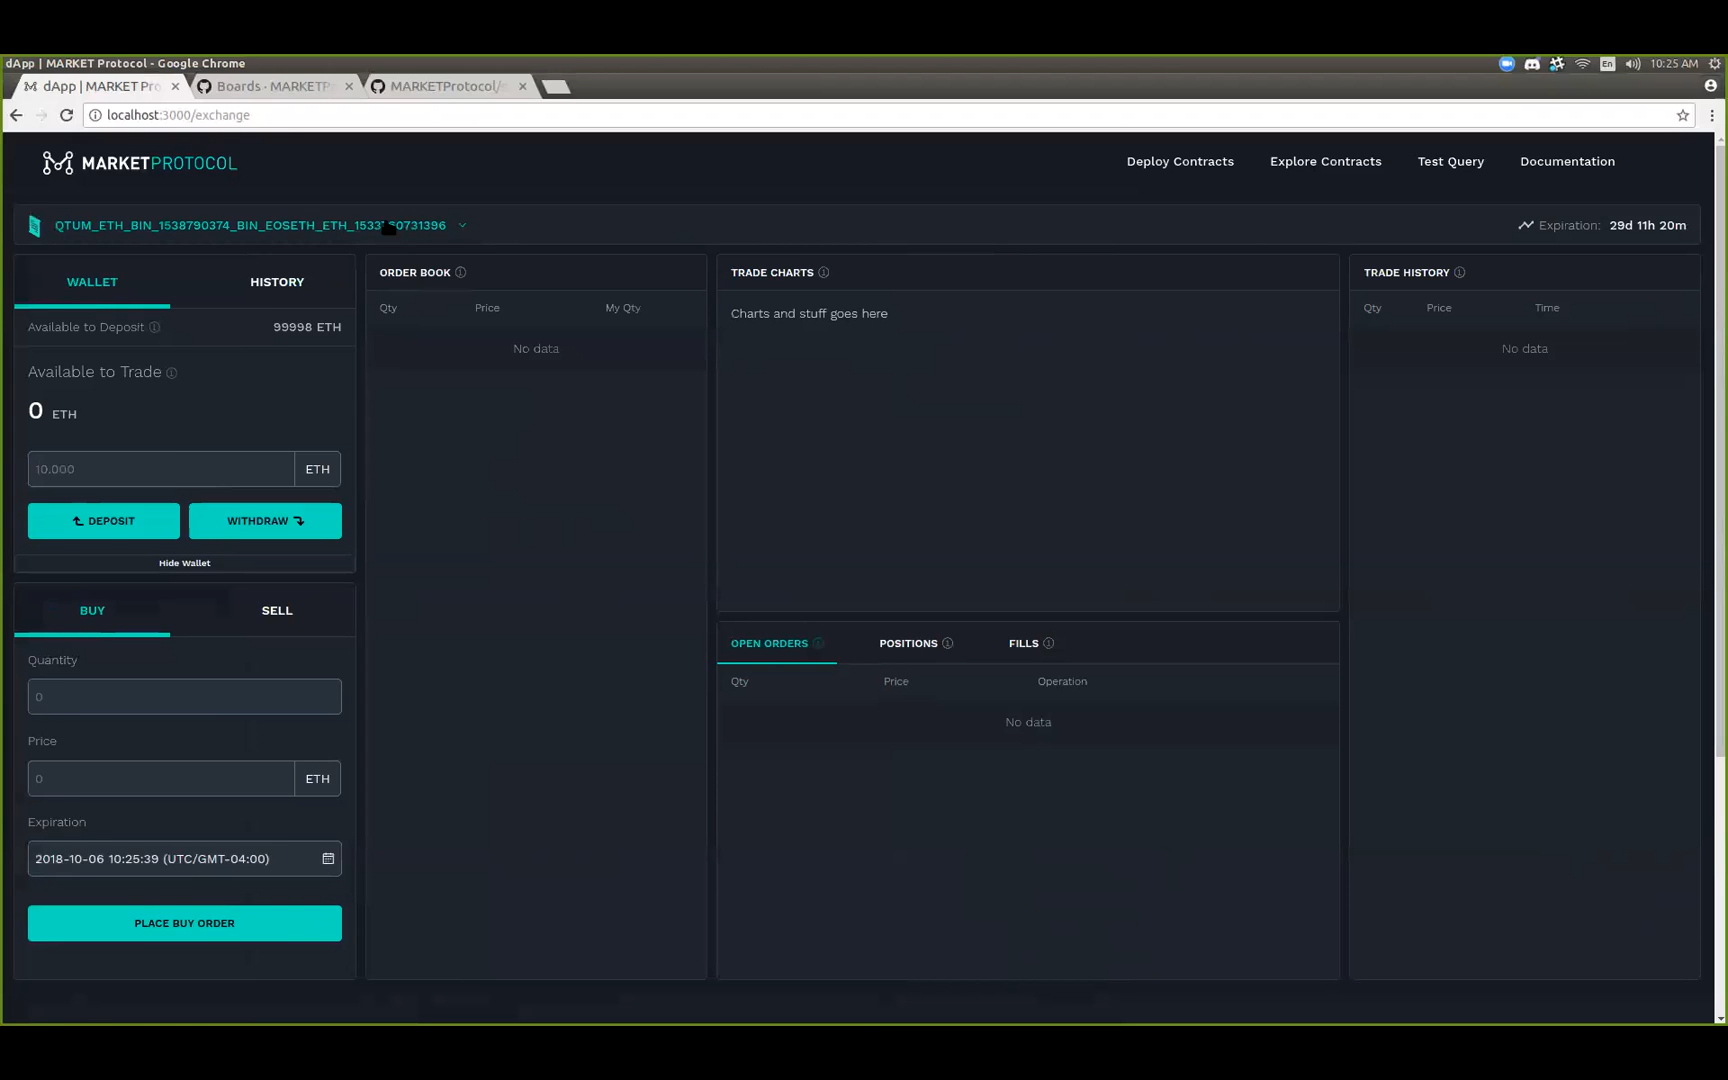 dApp | MARKET Protocol - Google Chrome
En
10:25 AM
dApp | MARKET Pro
Boards · MARKETP
MARKETProtocol/
localhost:3000/exchange
MARKETPROTOCOL
Deploy Contracts
Explore Contracts
Test Query
Documentation
QTUM_ETH_BIN_1538790374_BIN_EOSETH_ETH_
Expiration: 29d 11h 20m
WALLET
HISTORY
Available to Deposit
99998 ETH
Available to Trade
0 ETH
10.000
ETH
DEPOSIT
WITHDRAW
Hide Wallet
BUY
SELL
Quantity
0
Price
0
ETH
Expiration
2018-10-06 10:25:39 (UTC/GMT-04:00)
PLACE BUY ORDER
ORDER BOOK
Qty
Price
My Qty
No data
TRADE CHARTS
Charts and stuff goes here
OPEN ORDERS
POSITIONS
FILLS
Qty
Price
Operation
No data
TRADE HISTORY
Qty
Price
Time
No data